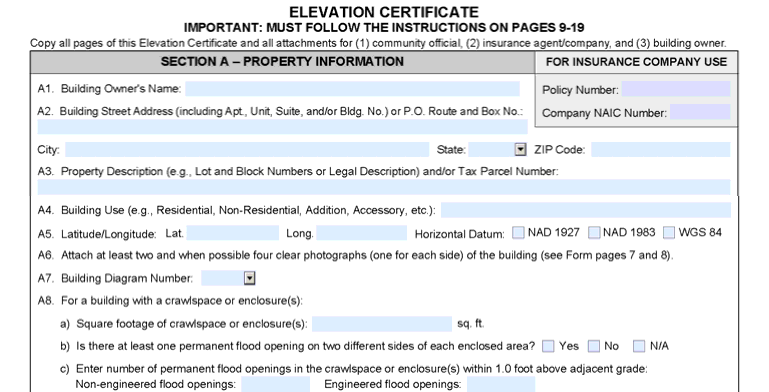 ELEVATION CERTIFICATE
IMPORTANT: MUST FOLLOW THE INSTRUCTIONS ON PAGES 9-19
Copy all pages of this Elevation Certificate and all attachments for (1) community official, (2) insurance agent/company, and (3) building owner.
SECTION A – PROPERTY INFORMATION FOR INSURANCE COMPANY USE
A1. Building Owner's Name: Policy Number:
A2. Building Street Address (including Apt., Unit, Suite, and/or Bldg. No.) or P.O. Route and Box No.: Company NAIC Number:
City: State: ZIP Code:
A3. Property Description (e.g., Lot and Block Numbers or Legal Description) and/or Tax Parcel Number:
A4. Building Use (e.g., Residential, Non-Residential, Addition, Accessory, etc.):
A5. Latitude/Longitude: Lat. Long. Horizontal Datum: NAD 1927 NAD 1983 WGS 84
A6. Attach at least two and when possible four clear photographs (one for each side) of the building (see Form pages 7 and 8).
A7. Building Diagram Number:
A8. For a building with a crawlspace or enclosure(s):
a) Square footage of crawlspace or enclosure(s): sq. ft.
b) Is there at least one permanent flood opening on two different sides of each enclosed area? Yes No N/A
c) Enter number of permanent flood openings in the crawlspace or enclosure(s) within 1.0 foot above adjacent grade:
Non-engineered flood openings: Engineered flood openings: